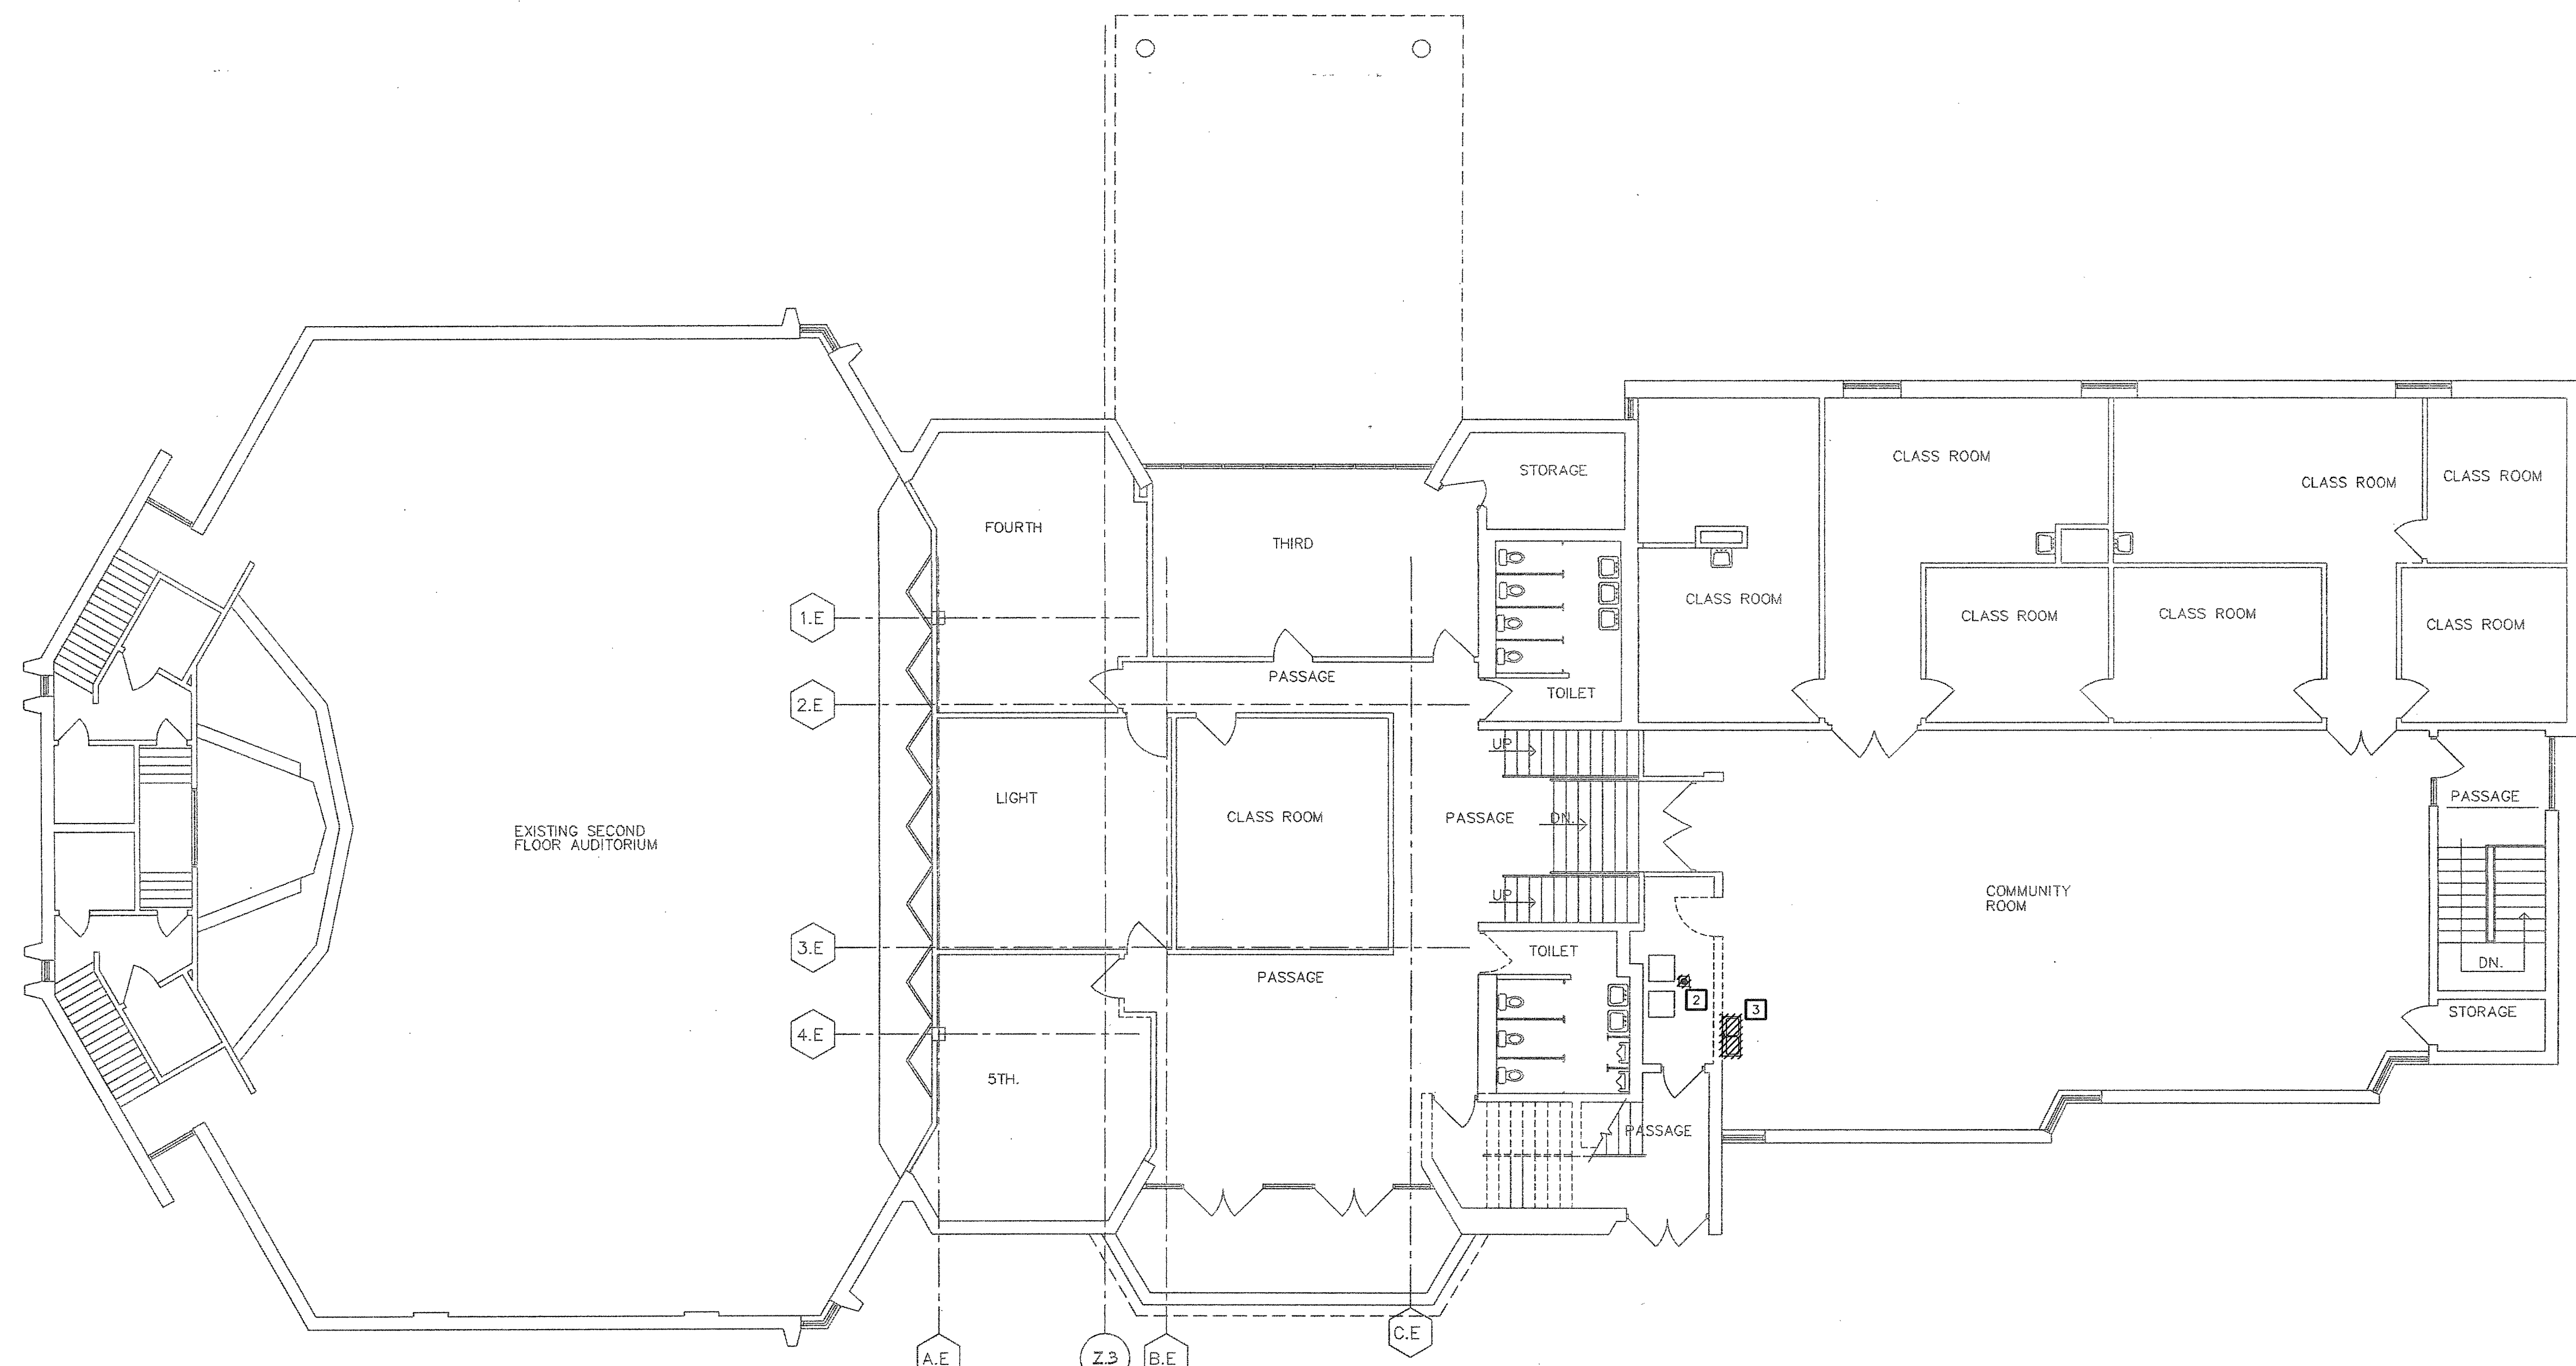 CLASS ROOM
CLASS ROOM
CLASS ROOM
STORAGE
FOURTH
THIRD
CLASS ROOM
CLASS ROOM
CLASS ROOM
CLASS ROOM
1.E
PASSAGE
TOILET
2.E
UP
LIGHT
CLASS ROOM
PASSAGE
DN.
PASSAGE
EXISTING SECOND
FLOOR AUDITORIUM
UP
COMMUNITY
ROOM
3.E
TOILET
PASSAGE
DN.
2
3
STORAGE
4.E
5TH.
PASSAGE
C.E
A.E
Z.3
B.E